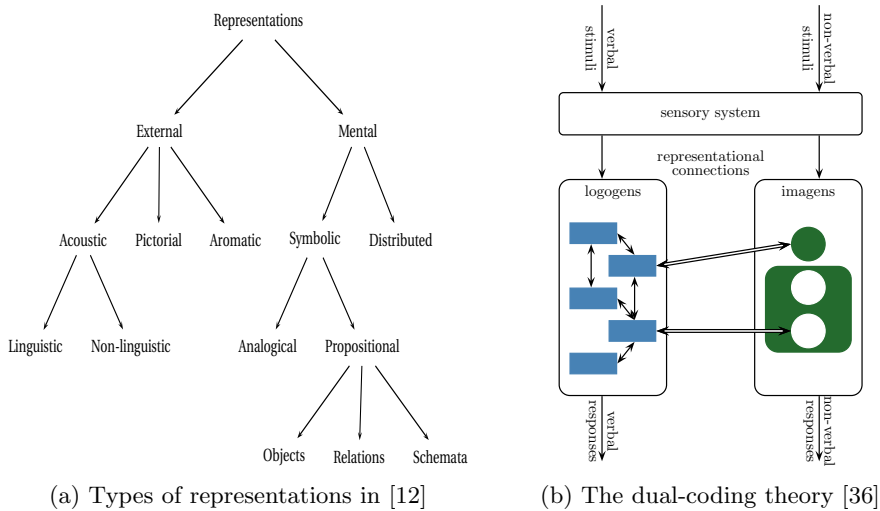 Representations
External
Mental
Acoustic
Pictorial
Aromatic
Symbolic
Distributed
Linguistic
Non-linguistic
Analogical
Propositional
Objects
Relations
Schemata
(a) Types of representations in [12]
verbal
stimuli
non-verbal
stimuli
sensory system
representational
connections
logogens
imagens
verbal
responses
non-verbal
responses
(b) The dual-coding theory [36]